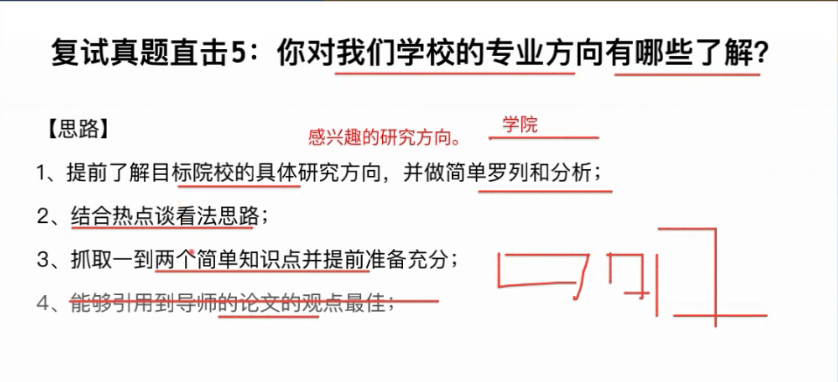 复试真题直击5：你对我们学校的专业方向有哪些了解？
【思路】
感兴趣的研究方向。 学院
1、提前了解目标院校的具体研究方向，并做简单罗列和分析；
2、结合热点谈看法思路；
3、抓取一到两个简单知识点并提前准备充分；
4、能够引用到导师的论文的观点最佳；